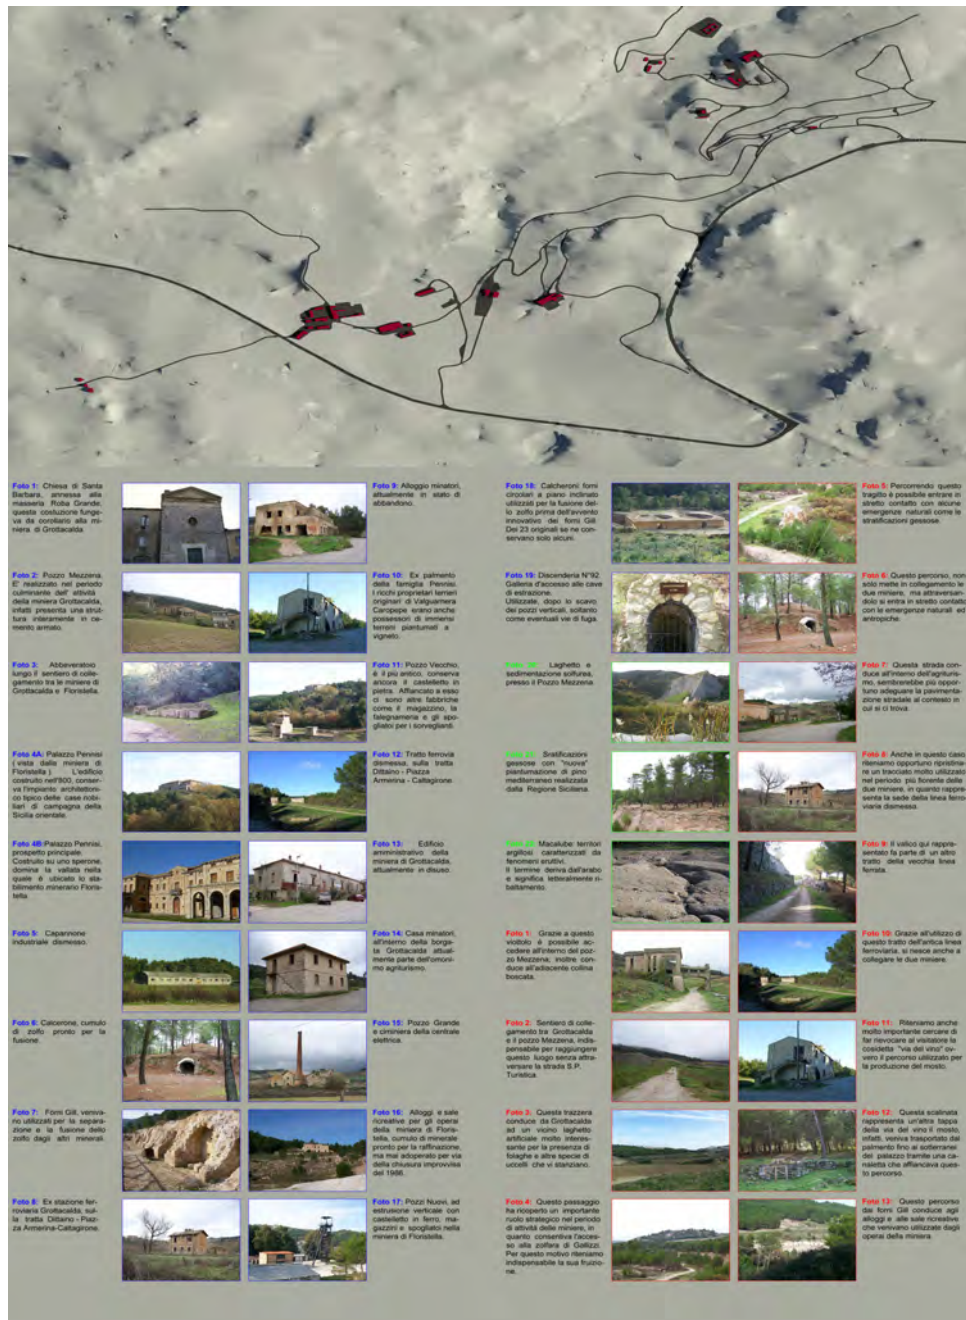 Foto 1: Chiesa di Santa
Barbara, annessa alla
masseria Roba Grande,
questa costuzione funge-
va da corollario alla mi-
niera di Grottacalda
Foto 2: Pozzo Mezzena.
E' realizzato nel periodo
culminante dell' attività
della miniera Grottacalda,
infatti presenta una strut-
tura interamente in ce-
mento armato.
Foto 3: Abbeveratoio
lungo il sentiero di colle-
gamento tra le miniere di
Grottacalda e Floristella.
Foto 4A: Palazzo Pennisi
( vista dalla miniera di
Floristella ). L'edificio
costruito nell'800, conser-
va l'impianto architettoni-
co tipico delle case nobi-
liari di campagna della
Sicilia orientale.
Foto 4B: Palazzo Pennisi,
prospetto principale.
Costruito su uno sperone,
domina la vallata nella
quale è ubicato lo sta-
bilimento minerario Floris-
tella.
Foto 5: Capannone
industriale dismesso.
Foto 6: Calcerone, cumulo
di zolfo pronto per la
fusione.
Foto 7: Forni Gill, veniva-
no utilizzati per la separa-
zione e la fusione dello
zolfo dagli altri minerali.
Foto 8: Ex stazione fer-
roviaria Grottacalda, sul-
la tratta Dittaino - Piaz-
za Armerina-Caltagirone.
Foto 9: Alloggio minatori,
attualmente in stato di
abbandono.
Foto 10: Ex palmento
della famiglia Pennisi.
I ricchi proprietari terrieri
originari di Valguarnera
Caropepe erano anche
possessori di immensi
terreni piantumati a
vigneto.
Foto 11: Pozzo Vecchio,
è il più antico, conserva
ancora il castelletto in
pietra. Affiancato a esso
ci sono altre fabbriche
come il magazzino, la
falegnameria e gli spo-
gliatoi per i sorveglianti.
Foto 12: Tratto ferrovia
dismessa, sulla tratta
Dittaino - Piazza
Armerina - Caltagirone.
Foto 13: Edificio
amministrativo della
miniera di Grottacalda,
attualmente in disuso.
Foto 14: Casa minatori,
all'interno della borga-
ta Grottacalda attual-
mente parte dell'omoni-
mo agriturismo.
Foto 15: Pozzo Grande
e ciminiera della centrale
elettrica.
Foto 16: Alloggi e sale
ricreative per gli operai
della miniera di Floris-
tella, cumulo di minerale
pronto per la raffinazione,
ma mai adoperato per via
della chiusura improvvisa
del 1986.
Foto 17: Pozzi Nuovi, ad
estruione verticale con
castelletto in ferro, ma-
gazzini e spogliatoi nella
miniera di Floristella.
Foto 18: Calcheroni forni
circolari a piano inclinato
utilizzati per la fusione del-
lo zolfo prima dell'avvento
innovativo dei forni Gill.
Dei 23 originali se ne con-
servano solo alcuni.
Foto 19: Discenderia N°92
Galleria d'accesso alle cave
di estrazione.
Utilizzate, dopo lo scavo
dei pozzi verticali, soltanto
come eventuali vie di fuga.
Laghetto e
sedimentazione solfurea,
presso il Pozzo Mezzena.
Sratificazioni
gessose con "nuova"
piantumazione di pino
mediterraneo realizzata
dalla Regione Siciliana.
Macalube: territori
argillosi caratterizzati da
fenomeni eruttivi.
Il termine deriva dall'arabo
e significa, letteralmente ri-
baltamento.
Foto 1: Grazie a questo
viottolo è possibile ac-
cedere all'interno del poz-
zo Mezzena; inoltre con-
duce all'adiacente collina
boscata.
Foto 2: Sentiero di colle-
gamento tra Grottacalda
e il pozzo Mezzena, indis-
pensabile per raggiungere
questo luogo senza attra-
versare la strada S.P.
Turistica.
Foto 3: Questa trazzera
conduce da Grottacalda
ad un vicino laghetto
artificiale molto interes-
sante per la presenza di
folaghe e altre specie di
uccelli che vi stanziano.
Foto 4: Questo passaggio
ha ricoperto un importante
ruolo strategico nel periodo
di attività delle miniere, in
quanto consentiva l'acces-
so alla zolfara di Gallizzi.
Per questo motivo riteniamo
indispensabile la sua fruizio-
ne.
Foto 5: Percorrendo questo
tragitto è possibile entrare in
stretto contatto con alcune
emergenze naturali come le
stratificazioni gessose.
Foto 6: Questo percorso, non
solo mette in collegamento le
due miniere, ma attraversan-
dolo si entra in stretto contatto
con le emergenze naturali ed
antropiche.
Foto 7: Questa strada con-
duce all'interno dell'agrituris-
mo, sembrerebbe più oppor-
tuno adeguare la pavimenta-
zione stradale al contesto in
cui si ci trova.
Foto 8: Anche in questo caso
riteniamo opportuno ripristina-
re un tracciato molto utilizzato
nel periodo più fiorente delle
due miniere, in quanto rappre-
senta la sede della linea ferro-
viaria dismessa.
Foto 9: Il valico qui rappre-
sentato fa parte di un altro
tratto della vecchia linea
ferrata.
Foto 10: Grazie all'utilizzo di
questo tratto dell'antica linea
ferroviaria, si riesce anche a
collegare le due miniere.
Foto 11: Riteniamo anche
molto importante cercare di
far rievocare al visitatore la
cosidetta "via del vino" ov-
vero il percorso utilizzato per
la produzione del mosto.
Foto 12: Questa scalinata
rappresenta un'altra tappa
della via del vino il mosto,
infatti, veniva trasportato dal
palmento fino ai sotterranei
del palazzo tramite una ca-
naletta che affiancava ques-
to percorso.
Foto 13: Questo percorso
dai forni Gill conduce agli
alloggi e alle sale ricreative
che venivano utilizzate dagli
operai della miniera.